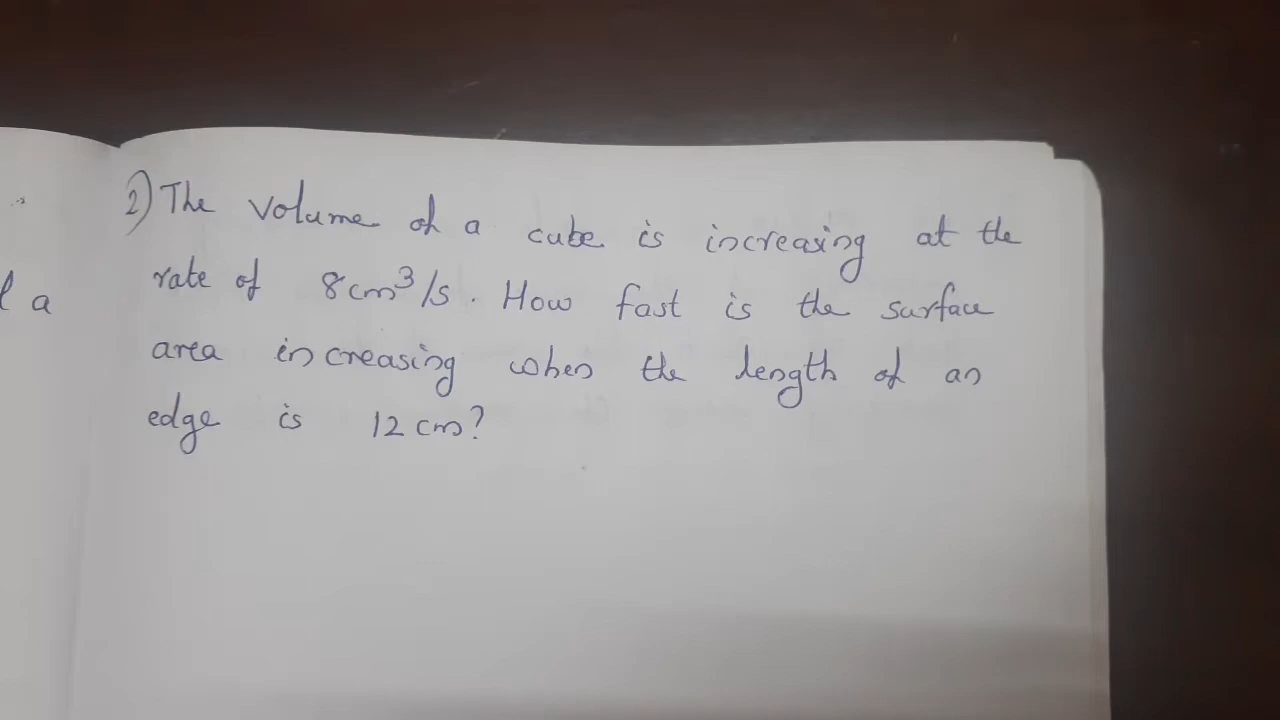 2) The volume of a cube is increasing at the
rate of 8cm³/s. How fast is the surface
area increasing when the length of an
edge is 12 cm?
l a